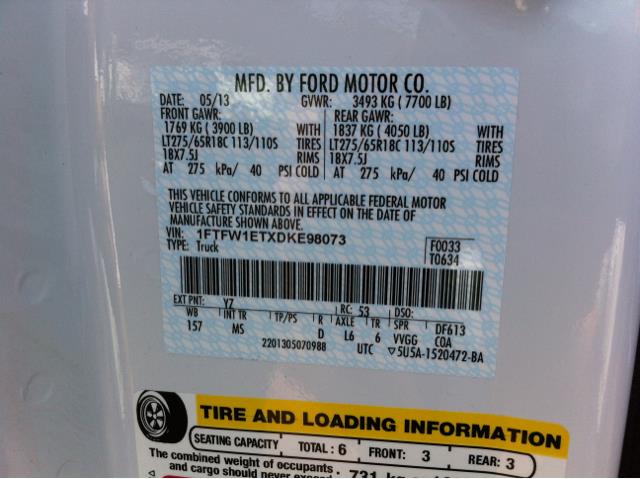 MFD. BY FORD MOTOR CO.
DATE: 05/13 GVWR: 3493 KG ( 7700 LB)
FRONT GAWR: REAR GAWR:
1769 KG ( 3900 LB) WITH 1837 KG ( 4050 LB) WITH
LT275/65R18C 113/110S TIRES LT275/65R18C 113/110S TIRES
18X7.5J RIMS 18X7.5J RIMS
AT 275 kPa/ 40 PSI COLD AT 275 kPa/ 40 PSI COLD
THIS VEHICLE CONFORMS TO ALL APPLICABLE FEDERAL MOTOR
VEHICLE SAFETY STANDARDS IN EFFECT ON THE DATE OF
MANUFACTURE SHOWN ABOVE.
VIN: 1FTFW1ETXDKE98073 F0033
TYPE: Truck T0634
EXT PNT: YZ RC: 53 DSO:
WB INT TR TP/PS R AXLE TR SPR DF613
157 MS D L6 6 VVGG COA
2201305070988 UTC ▽5U5A-1520472-BA
TIRE AND LOADING INFORMATION
SEATING CAPACITY TOTAL : 6 FRONT: 3 REAR: 3
The combined weight of occupants
and cargo should never exceed 731 kg